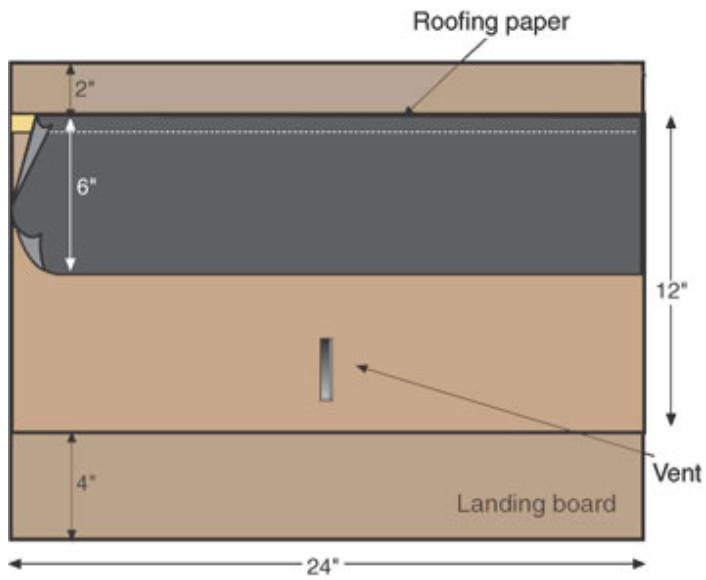 Roofing paper
2"
6"
12"
Vent
4"
Landing board
24"